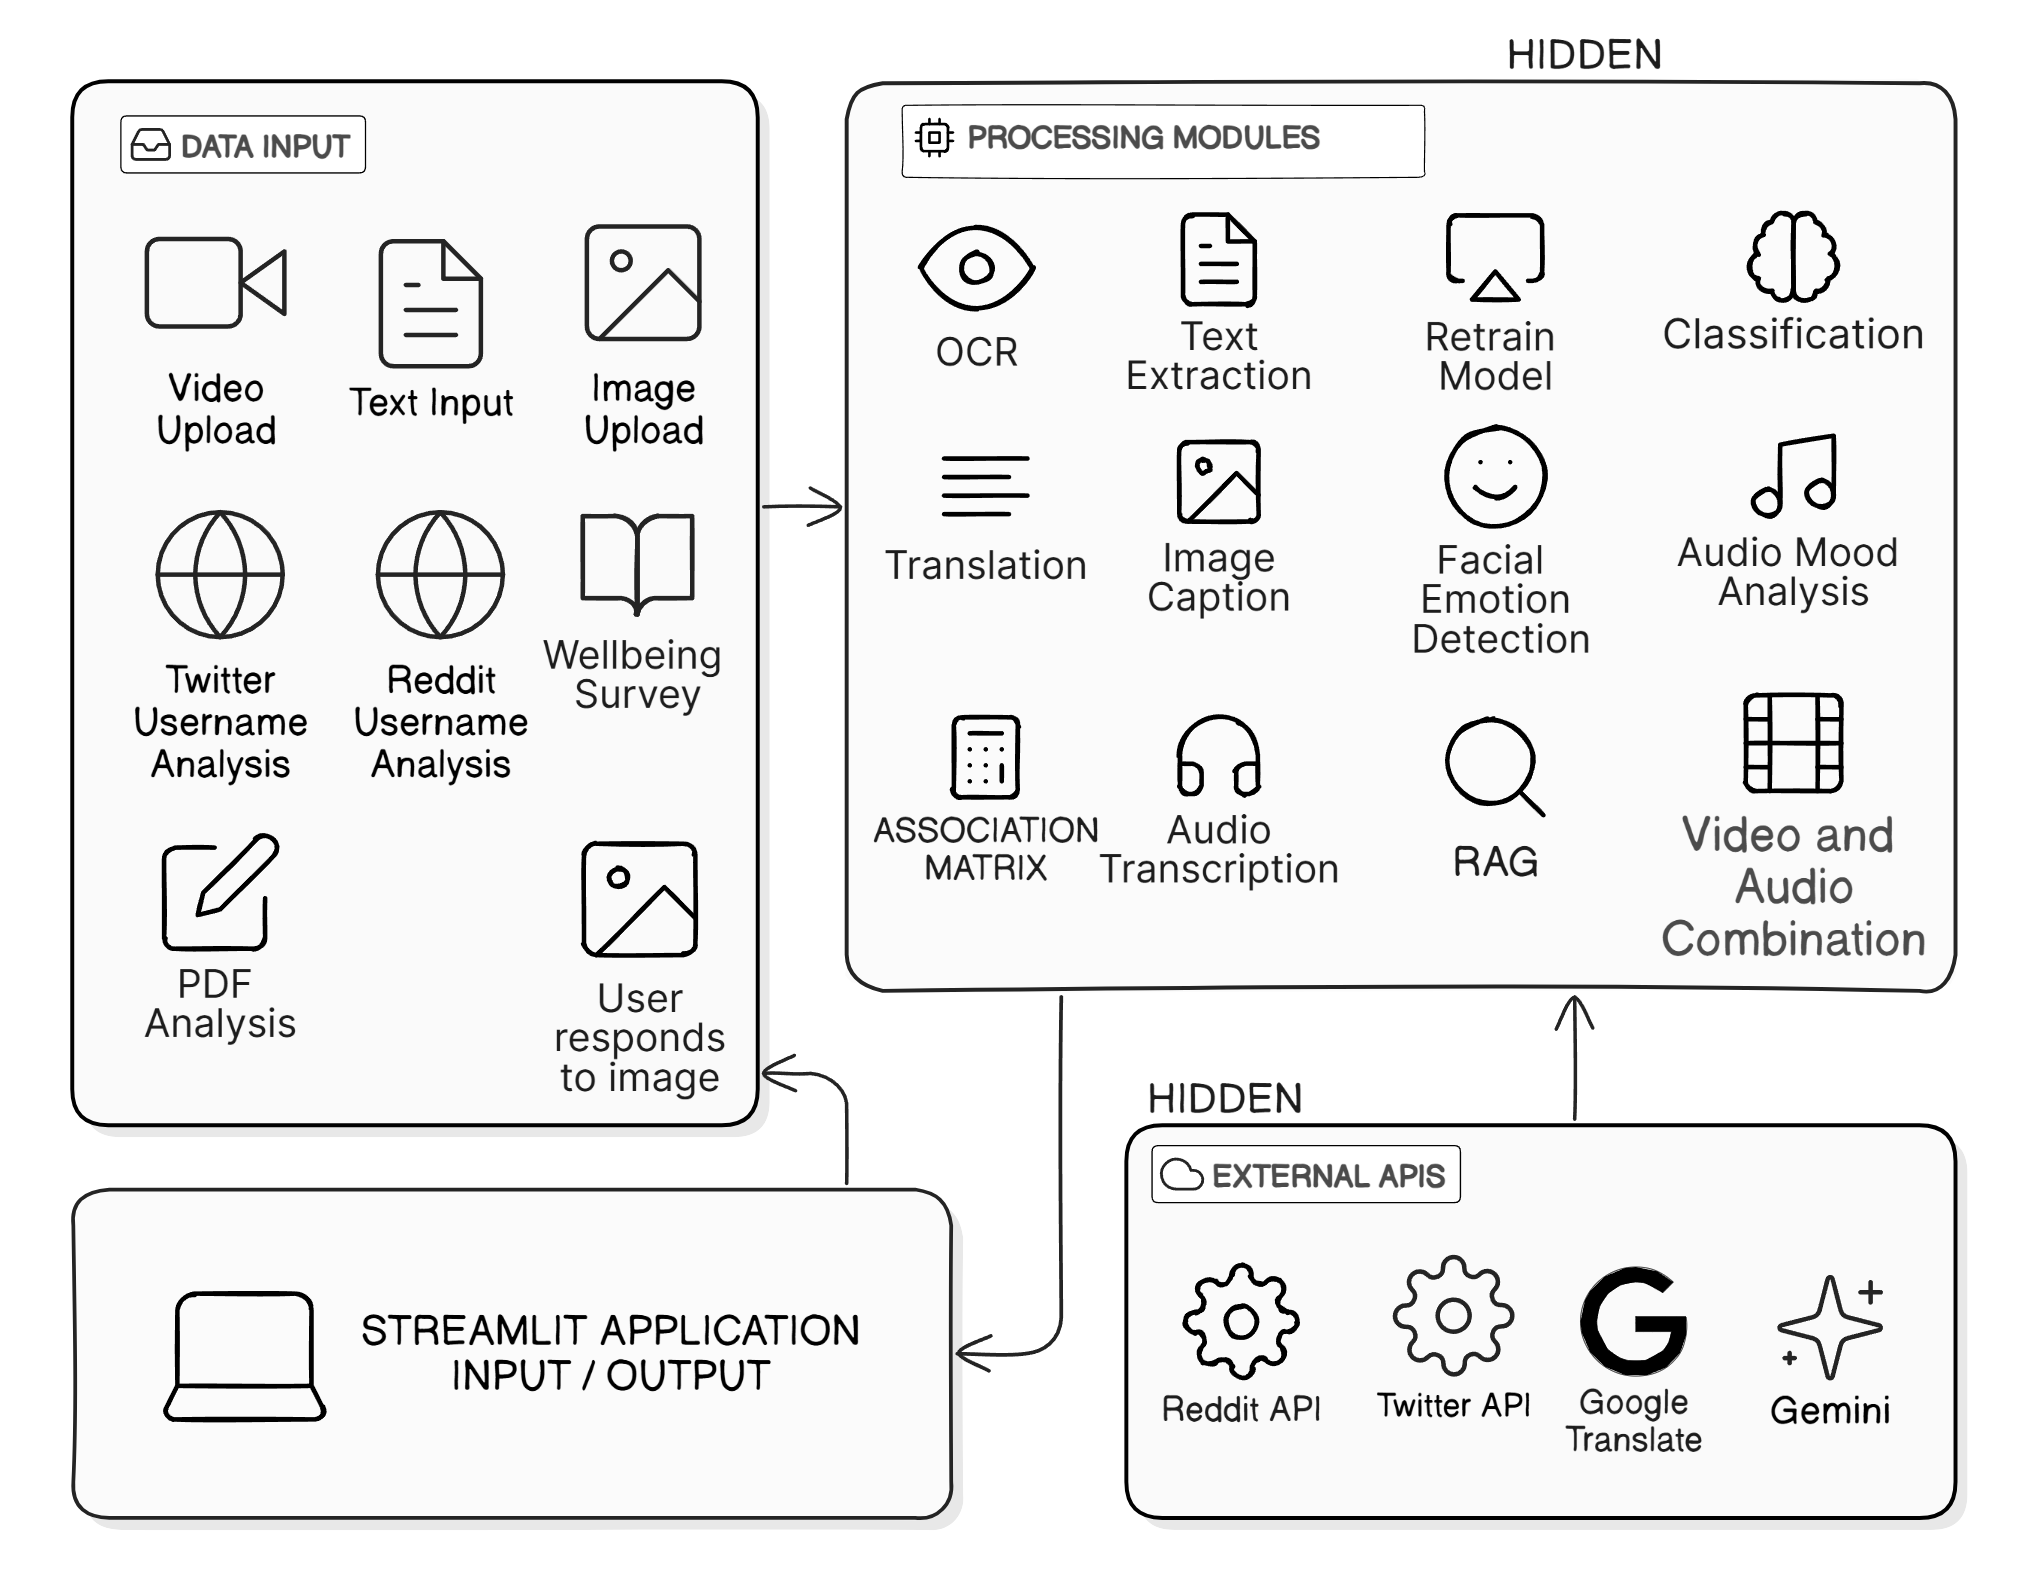 HIDDEN
DATA INPUT
Video
Upload
Text Input
Image
Upload
Twitter
Username
Analysis
Reddit
Username
Analysis
Wellbeing
Survey
PDF
Analysis
User
responds
to image
PROCESSING MODULES
OCR
Text
Extraction
Retrain
Model
Classification
Translation
Image
Caption
Facial
Emotion
Detection
Audio Mood
Analysis
ASSOCIATION
MATRIX
Audio
Transcription
RAG
Video and
Audio
Combination
STREAMLIT APPLICATION
INPUT / OUTPUT
HIDDEN
EXTERNAL APIS
Reddit API
Twitter API
Google
Translate
Gemini